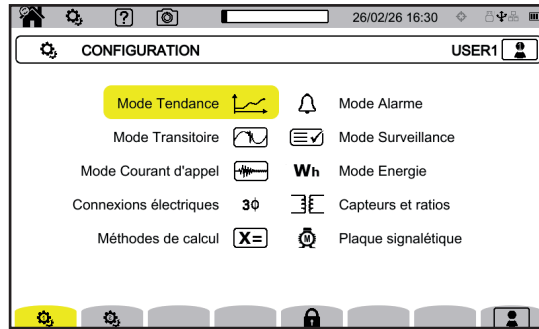 26/02/26 16:30
CONFIGURATION
USER1
Mode Tendance
Mode Alarme
Mode Transitoire
Mode Surveillance
Mode Courant d'appel
Wh Mode Energie
Connexions électriques 3ϕ
Capteurs et ratios
Méthodes de calcul X=
M Plaque signalétique